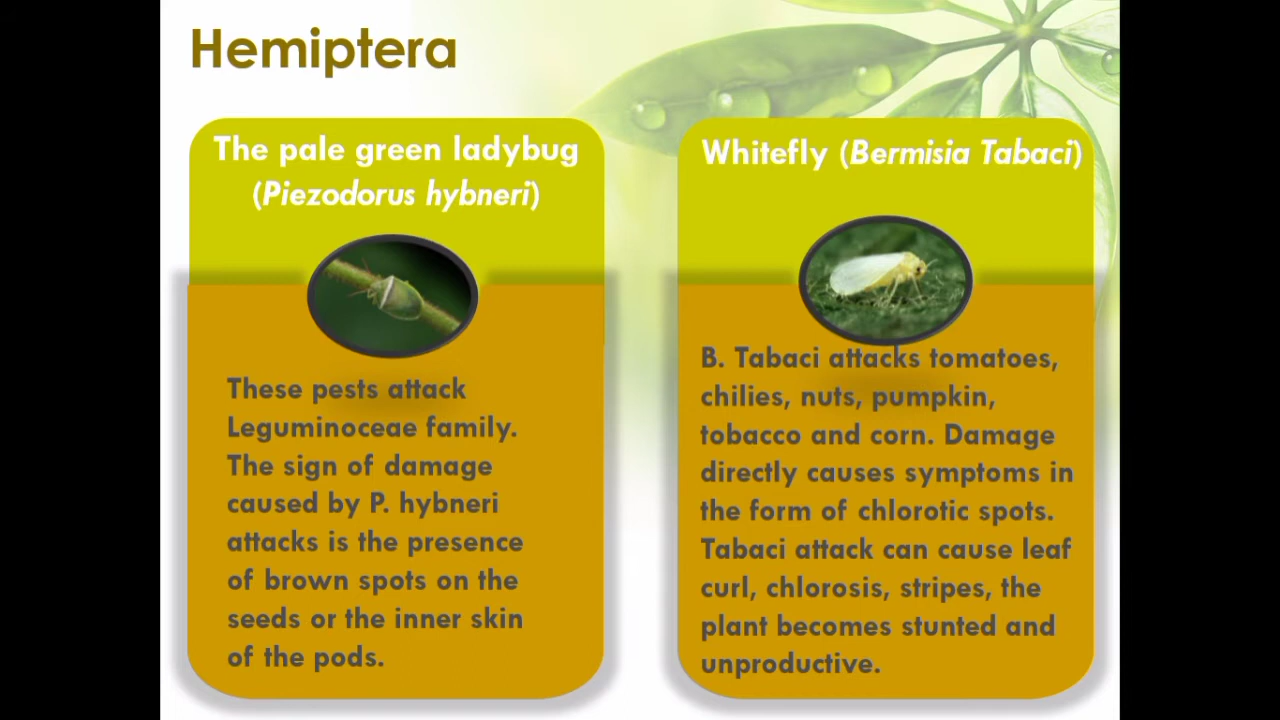 Hemiptera
The pale green ladybug
(Piezodorus hybneri)
These pests attack
Leguminoceae family.
The sign of damage
caused by P. hybneri
attacks is the presence
of brown spots on the
seeds or the inner skin
of the pods.
Whitefly (Bermisia Tabaci)
B. Tabaci attacks tomatoes,
chilies, nuts, pumpkin,
tobacco and corn. Damage
directly causes symptoms in
the form of chlorotic spots.
Tabaci attack can cause leaf
curl, chlorosis, stripes, the
plant becomes stunted and
unproductive.